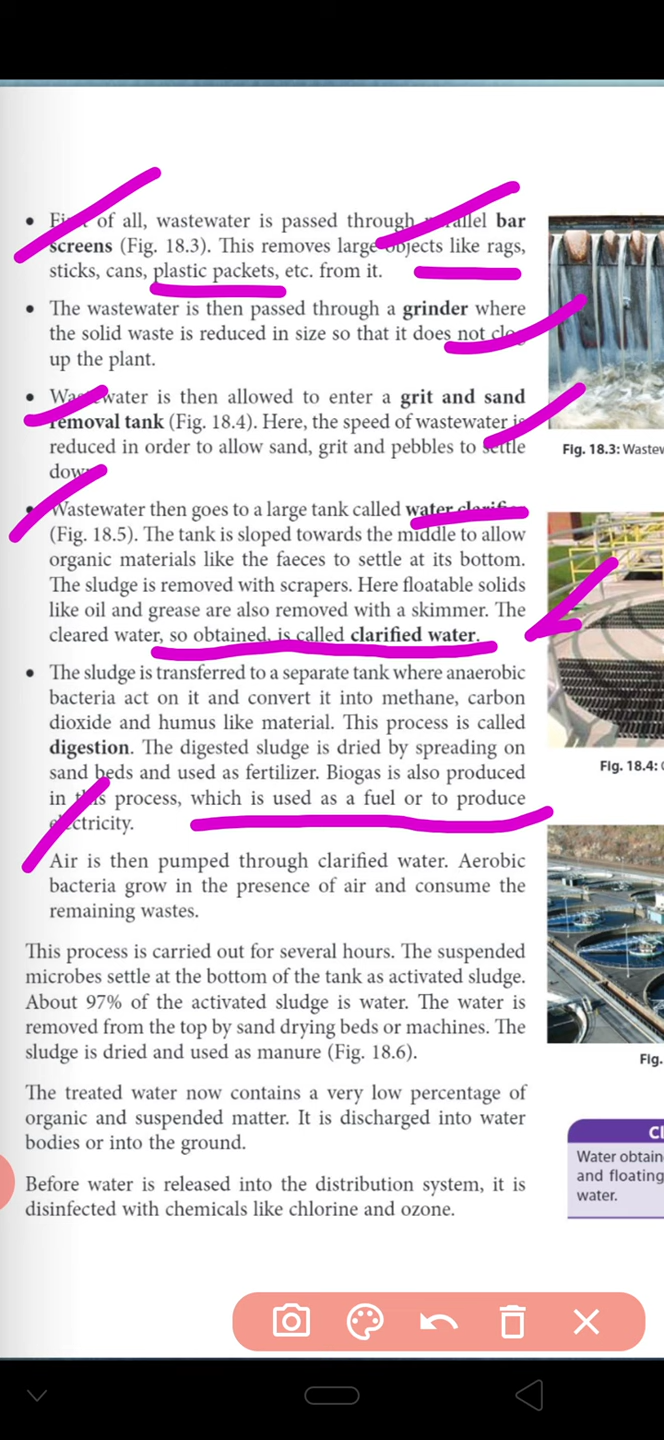 • First of all, wastewater is passed through parallel bar
screens (Fig. 18.3). This removes large objects like rags,
sticks, cans, plastic packets, etc. from it.
• The wastewater is then passed through a grinder where
the solid waste is reduced in size so that it does not clog
up the plant.
• Wastewater is then allowed to enter a grit and sand
removal tank (Fig. 18.4). Here, the speed of wastewater is
reduced in order to allow sand, grit and pebbles to settle
down.
• Wastewater then goes to a large tank called water clarifier
(Fig. 18.5). The tank is sloped towards the middle to allow
organic materials like the faeces to settle at its bottom.
The sludge is removed with scrapers. Here floatable solids
like oil and grease are also removed with a skimmer. The
cleared water, so obtained, is called clarified water.
• The sludge is transferred to a separate tank where anaerobic
bacteria act on it and convert it into methane, carbon
dioxide and humus like material. This process is called
digestion. The digested sludge is dried by spreading on
sand beds and used as fertilizer. Biogas is also produced
in this process, which is used as a fuel or to produce
electricity.
Air is then pumped through clarified water. Aerobic
bacteria grow in the presence of air and consume the
remaining wastes.
This process is carried out for several hours. The suspended
microbes settle at the bottom of the tank as activated sludge.
About 97% of the activated sludge is water. The water is
removed from the top by sand drying beds or machines. The
sludge is dried and used as manure (Fig. 18.6).
The treated water now contains a very low percentage of
organic and suspended matter. It is discharged into water
bodies or into the ground.
Before water is released into the distribution system, it is
disinfected with chemicals like chlorine and ozone.
Fig. 18.3: Wastew
Fig. 18.4:
Fig.
Cl
Water obtain
and floating
water.